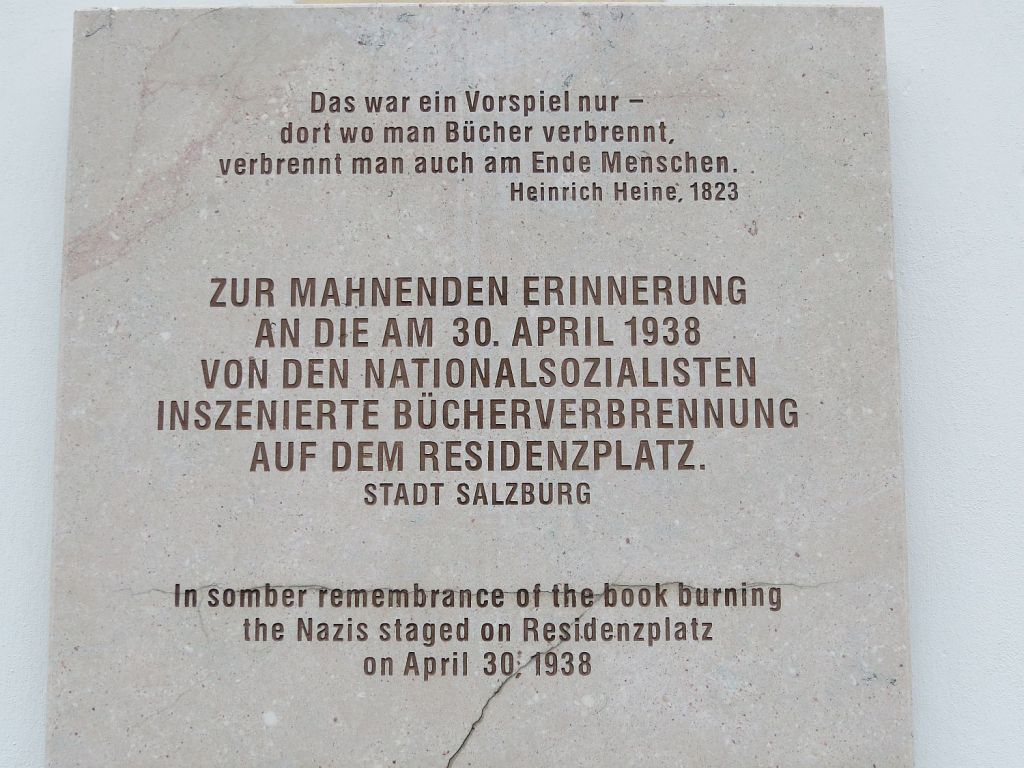 Das war ein Vorspiel nur –
dort wo man Bücher verbrennt,
verbrennt man auch am Ende Menschen.
Heinrich Heine, 1823
ZUR MAHNENDEN ERINNERUNG
AN DIE AM 30. APRIL 1938
VON DEN NATIONALSOZIALISTEN
INSZENIERTE BÜCHERVERBRENNUNG
AUF DEM RESIDENZPLATZ.
STADT SALZBURG
In somber remembrance of the book burning
the Nazis staged on Residenzplatz
on April 30, 1938